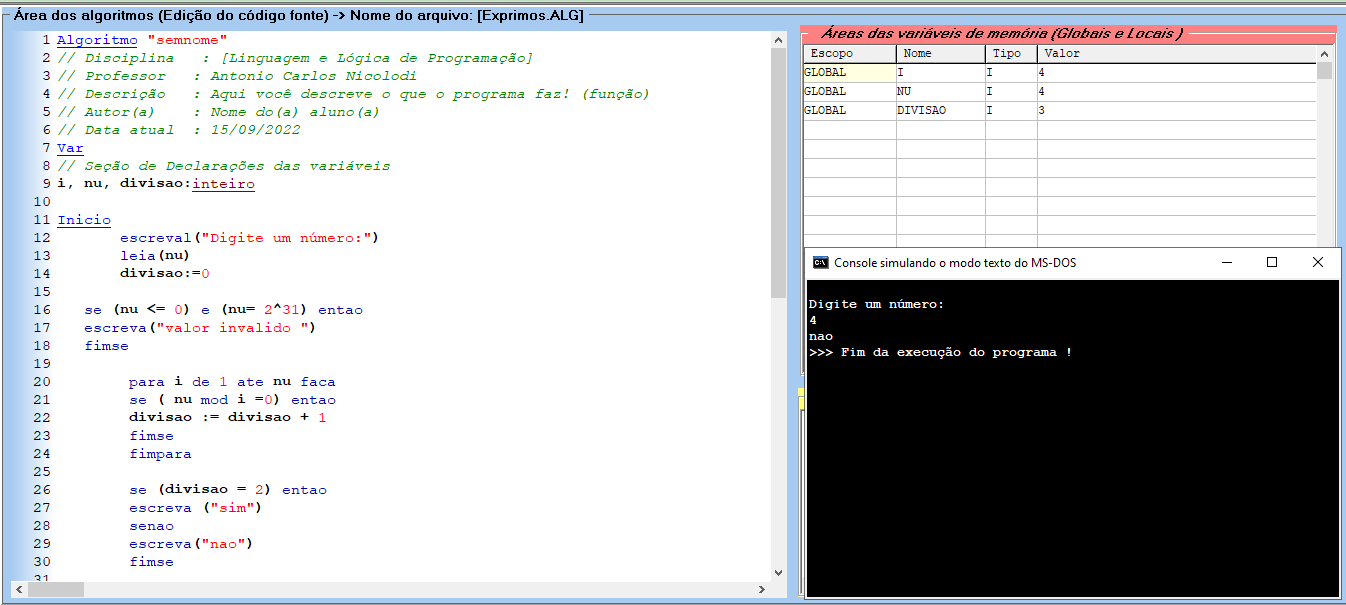 Área dos algoritmos (Edição do código fonte) -> Nome do arquivo: [Exprimos.ALG]
1 Algoritmo "semnome"
2 // Disciplina   : [Linguagem e Lógica de Programação]
3 // Professor   : Antonio Carlos Nicolodi
4 // Descrição   : Aqui você descreve o que o programa faz! (função)
5 // Autor(a)    : Nome do(a) aluno(a)
6 // Data atual  : 15/09/2022
7 Var
8 // Seção de Declarações das variáveis
9 i, nu, divisao:inteiro
10
11 Inicio
12        escreval("Digite um número:")
13        leia(nu)
14        divisao:=0
15
16    se (nu <= 0) e (nu= 2^31) entao
17    escreva("valor invalido ")
18    fimse
19
20         para i de 1 ate nu faca
21         se ( nu mod i =0) entao
22         divisao := divisao + 1
23         fimse
24         fimpara
25
26         se (divisao = 2) entao
27         escreva ("sim")
28         senao
29         escreva("nao")
30         fimse
31
Áreas das variáveis de memória (Globais e Locais )
Escopo Nome Tipo Valor
GLOBAL I I 4
GLOBAL NU I 4
GLOBAL DIVISAO I 3
C:\ Console simulando o modo texto do MS-DOS
Digite um número:
4
nao
>>> Fim da execução do programa !